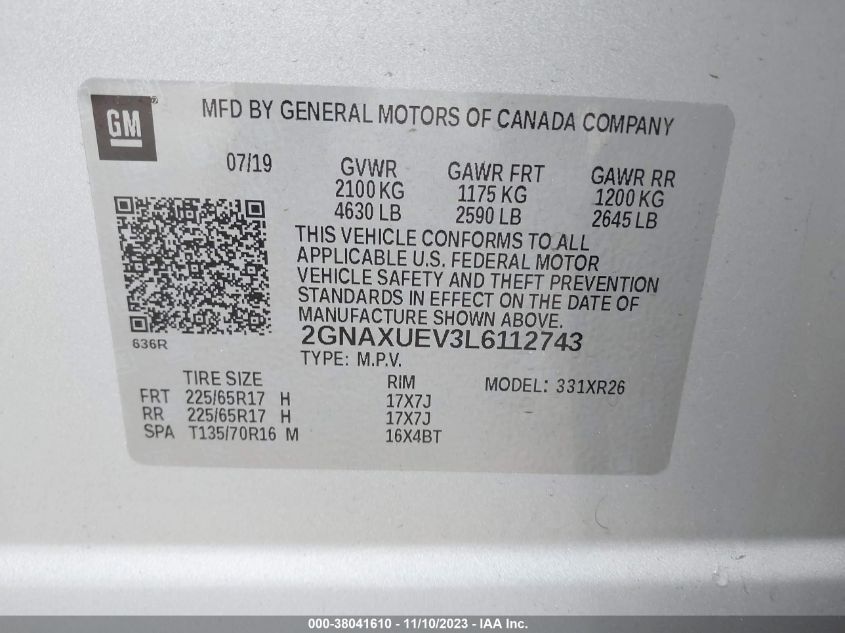 GM
MFD BY GENERAL MOTORS OF CANADA COMPANY
07/19 GVWR GAWR FRT GAWR RR
2100 KG 1175 KG 1200 KG
4630 LB 2590 LB 2645 LB
THIS VEHICLE CONFORMS TO ALL
APPLICABLE U.S. FEDERAL MOTOR
VEHICLE SAFETY AND THEFT PREVENTION
STANDARDS IN EFFECT ON THE DATE OF
MANUFACTURE SHOWN ABOVE.
636R
2GNAXUEV3L6112743
TYPE: M.P.V.
TIRE SIZE RIM MODEL: 331XR26
FRT 225/65R17 H 17X7J
RR 225/65R17 H 17X7J
SPA T135/70R16 M 16X4BT
000-38041610 - 11/10/2023 - IAA Inc.